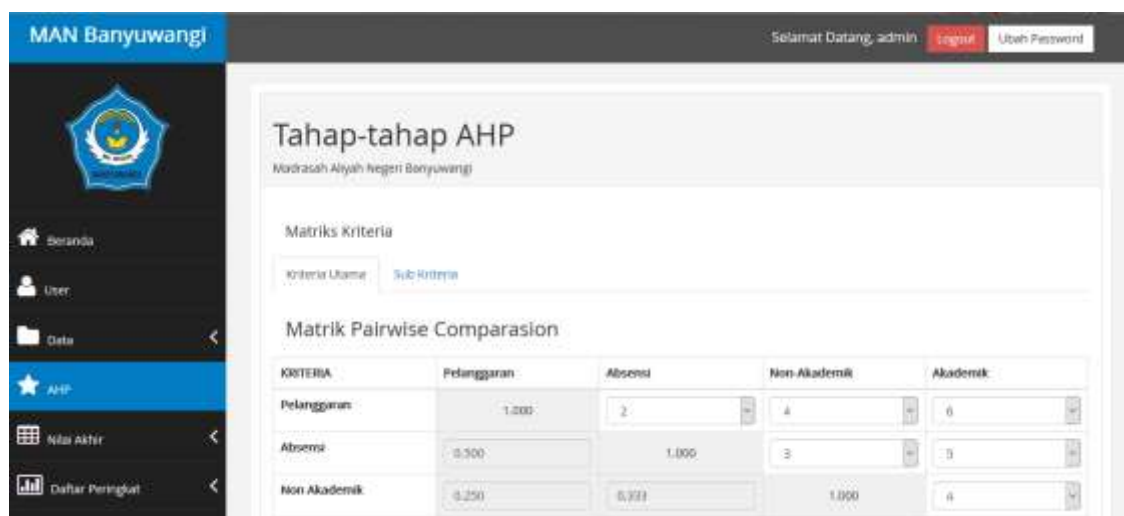 MAN Banyuwangi
Selamat Datang, admin Logout Ubah Password
Tahap-tahap AHP
Madrasah Aliyah Negeri Banyuwangi
Beranda
User
Data
AHP
Nilai Akhir
Daftar Peringkat
Matriks Kriteria
Kriteria Utama Sub Kriteria
Matrik Pairwise Comparasion
KRITERIA Pelanggaran Absensi Non-Akademik Akademik
Pelanggaran 1.000 2 4 6
Absensi 0.500 1.000 3
Non Akademik 0.250 0.333 1.000 4